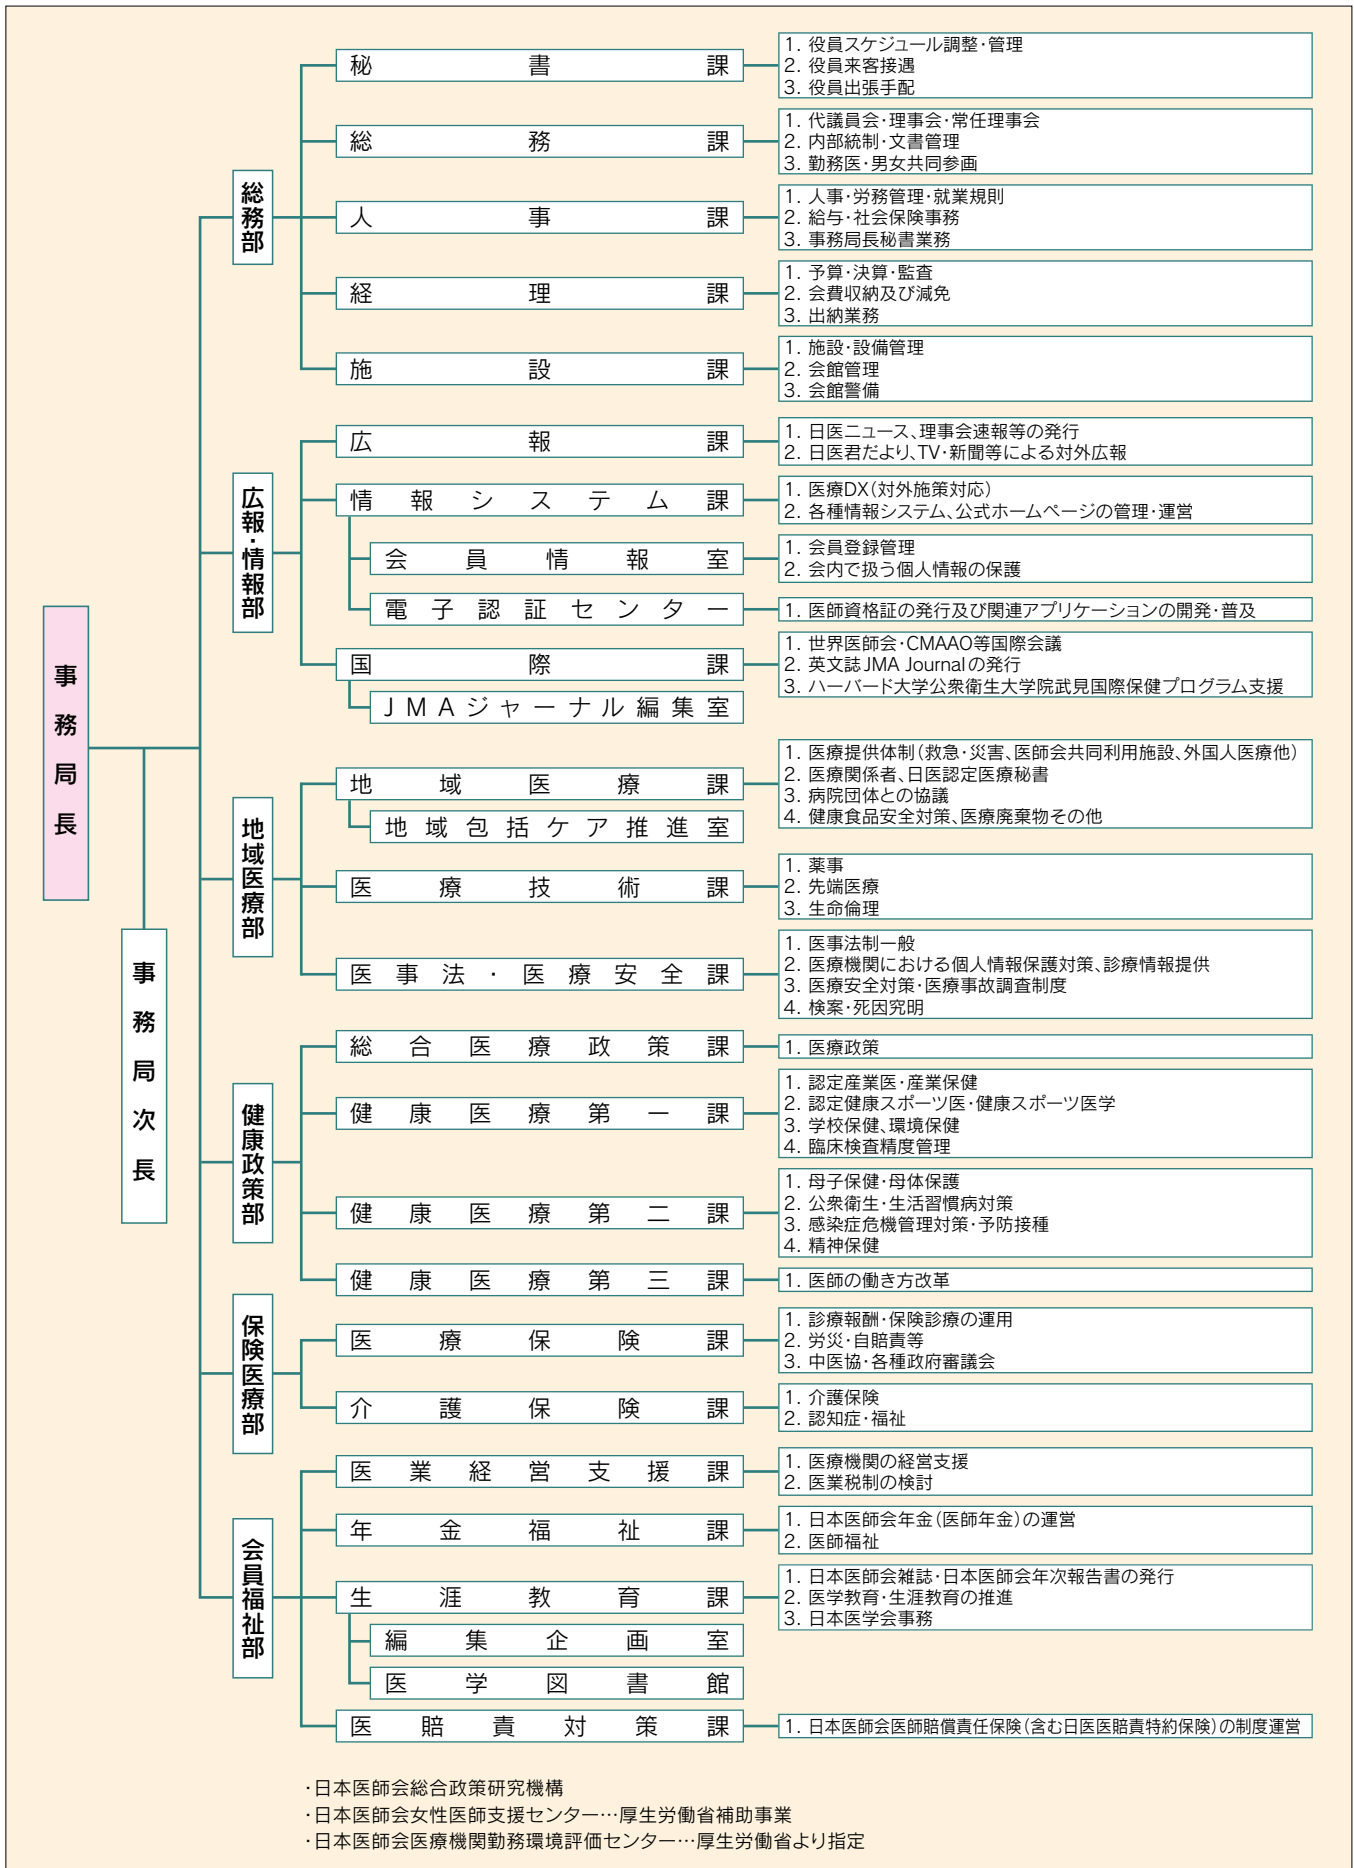 事務局長
事務局次長
総務部
秘書課
1. 役員スケジュール調整・管理
2. 役員来客接遇
3. 役員出張手配
総務課
1. 代議員会・理事会・常任理事会
2. 内部統制・文書管理
3. 勤務医・男女共同参画
人事課
1. 人事・労務管理・就業規則
2. 給与・社会保険事務
3. 事務局長秘書業務
経理課
1. 予算・決算・監査
2. 会費収納及び減免
3. 出納業務
施設課
1. 施設・設備管理
2. 会館管理
3. 会館警備
広報・情報部
広報課
1. 日医ニュース、理事会速報等の発行
2. 日医君だより、TV・新聞等による対外広報
情報システム課
1. 医療DX(対外施策対応)
2. 各種情報システム、公式ホームページの管理・運営
会員情報室
1. 会員登録管理
2. 会内で扱う個人情報の保護
電子認証センター
1. 医師資格証の発行及び関連アプリケーションの開発・普及
国際課
1. 世界医師会・CMAAO等国際会議
2. 英文誌JMA Journalの発行
3. ハーバード大学公衆衛生大学院武見国際保健プログラム支援
JMAジャーナル編集室
地域医療部
地域医療課
1. 医療提供体制(救急・災害、医師会共同利用施設、外国人医療他)
2. 医療関係者、日医認定医療秘書
3. 病院団体との協議
4. 健康食品安全対策、医療廃棄物その他
地域包括ケア推進室
医療技術課
1. 薬事
2. 先端医療
3. 生命倫理
医事法・医療安全課
1. 医事法制一般
2. 医療機関における個人情報保護対策、診療情報提供
3. 医療安全対策・医療事故調査制度
4. 検案・死因究明
健康政策部
総合医療政策課
1. 医療政策
健康医療第一課
1. 認定産業医・産業保健
2. 認定健康スポーツ医・健康スポーツ医学
3. 学校保健、環境保健
4. 臨床検査精度管理
健康医療第二課
1. 母子保健・母体保護
2. 公衆衛生・生活習慣病対策
3. 感染症危機管理対策・予防接種
4. 精神保健
健康医療第三課
1. 医師の働き方改革
保険医療部
医療保険課
1. 診療報酬・保険診療の運用
2. 労災・自賠責等
3. 中医協・各種政府審議会
介護保険課
1. 介護保険
2. 認知症・福祉
会員福祉部
医業経営支援課
1. 医療機関の経営支援
2. 医業税制の検討
年金福祉課
1. 日本医師会年金(医師年金)の運営
2. 医師福祉
生涯教育課
1. 日本医師会雑誌・日本医師会年次報告書の発行
2. 医学教育・生涯教育の推進
3. 日本医学会事務
編集企画室
医学図書館
医賠責対策課
1. 日本医師会医師賠償責任保険(含む日医医賠責特約保険)の制度運営
・日本医師会総合政策研究機構
・日本医師会女性医師支援センター…厚生労働省補助事業
・日本医師会医療機関勤務環境評価センター…厚生労働省より指定